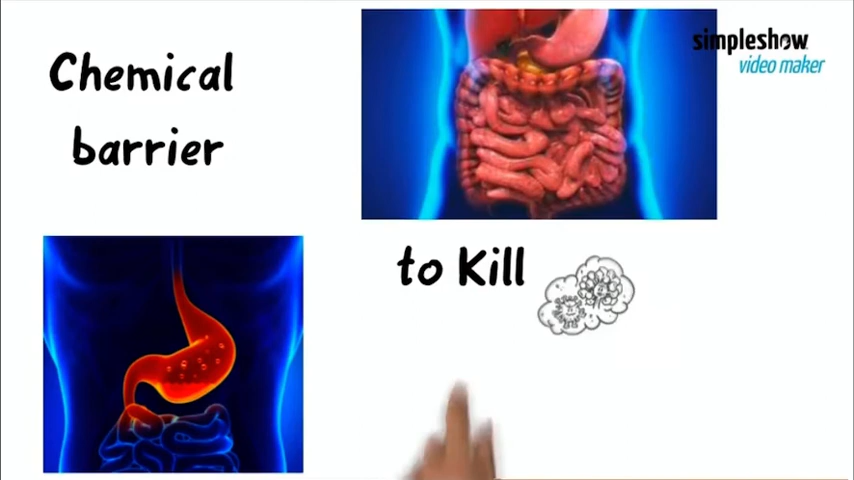 Chemical
barrier
simpleshow
video maker
to Kill